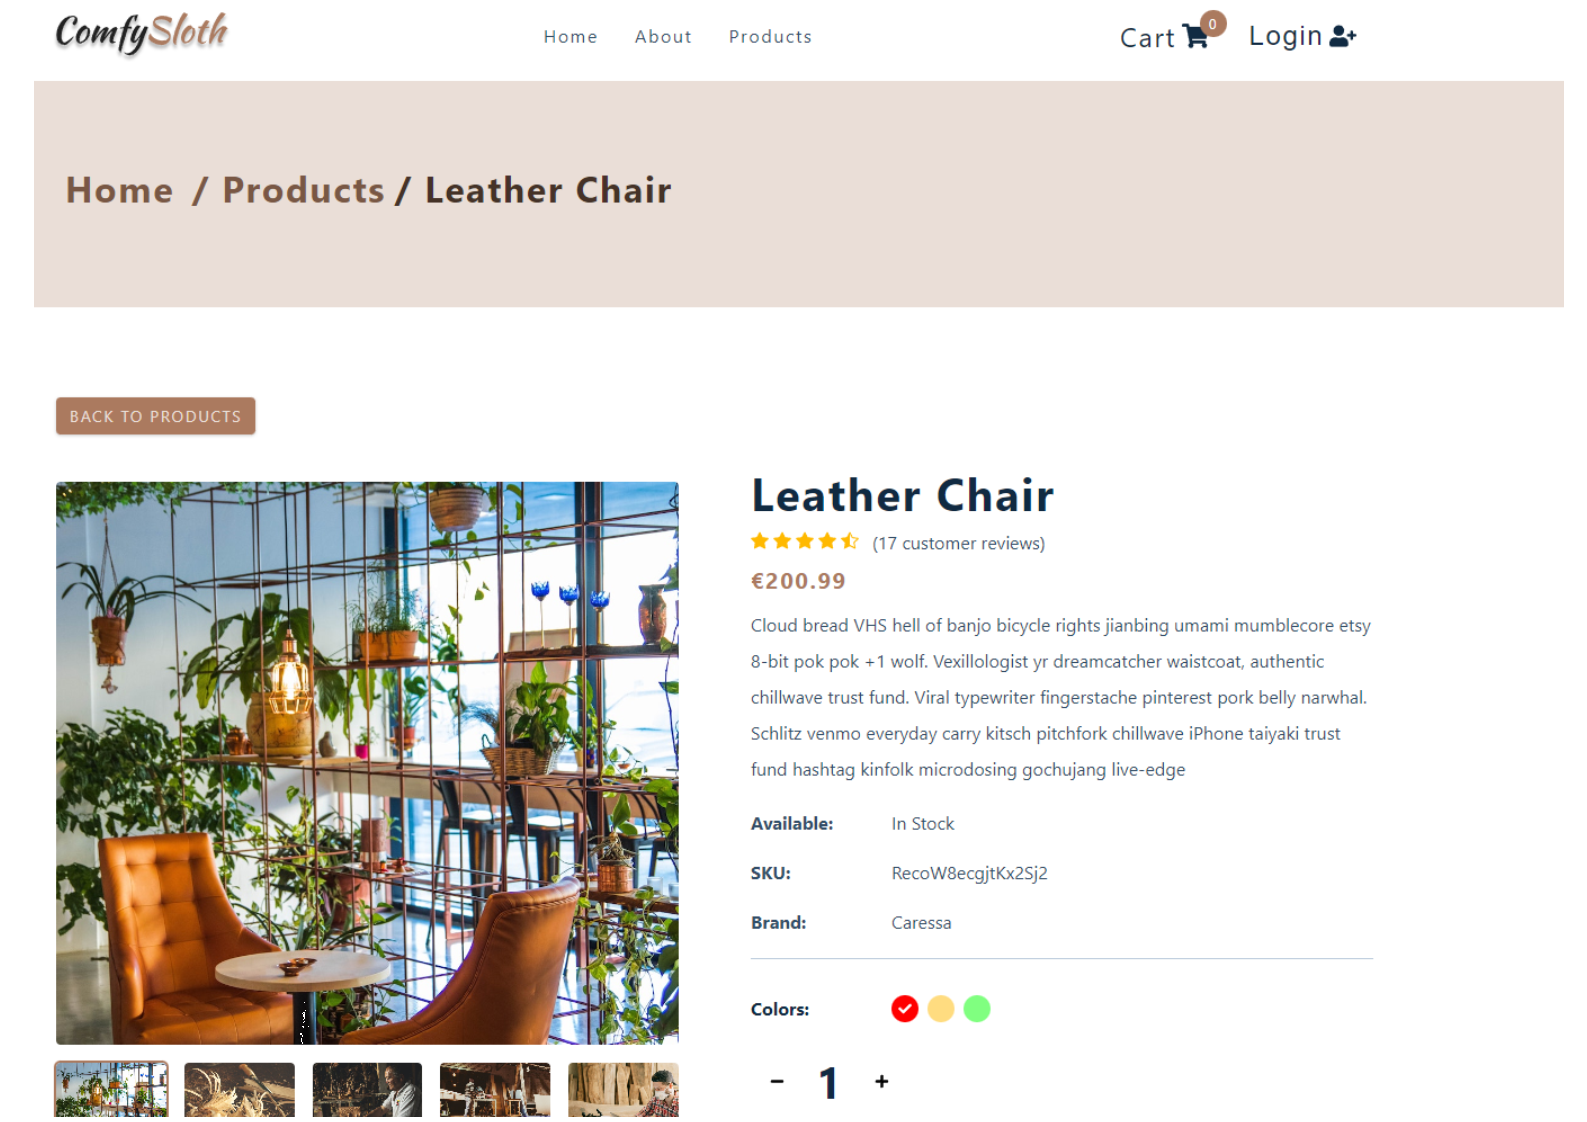 ComfySloth
Home About Products
Cart 0 Login
Home / Products / Leather Chair
BACK TO PRODUCTS
Leather Chair
(17 customer reviews)
€200.99
Cloud bread VHS hell of banjo bicycle rights jianbing umami mumblecore etsy
8-bit pok pok +1 wolf. Vexillologist yr dreamcatcher waistcoat, authentic
chillwave trust fund. Viral typewriter fingerstache pinterest pork belly narwhal.
Schlitz venmo everyday carry kitsch pitchfork chillwave iPhone taiyaki trust
fund hashtag kinfolk microdosing gochujang live-edge
Available: In Stock
SKU: RecoW8ecgjtKx2Sj2
Brand: Caressa
Colors:
- 1 +